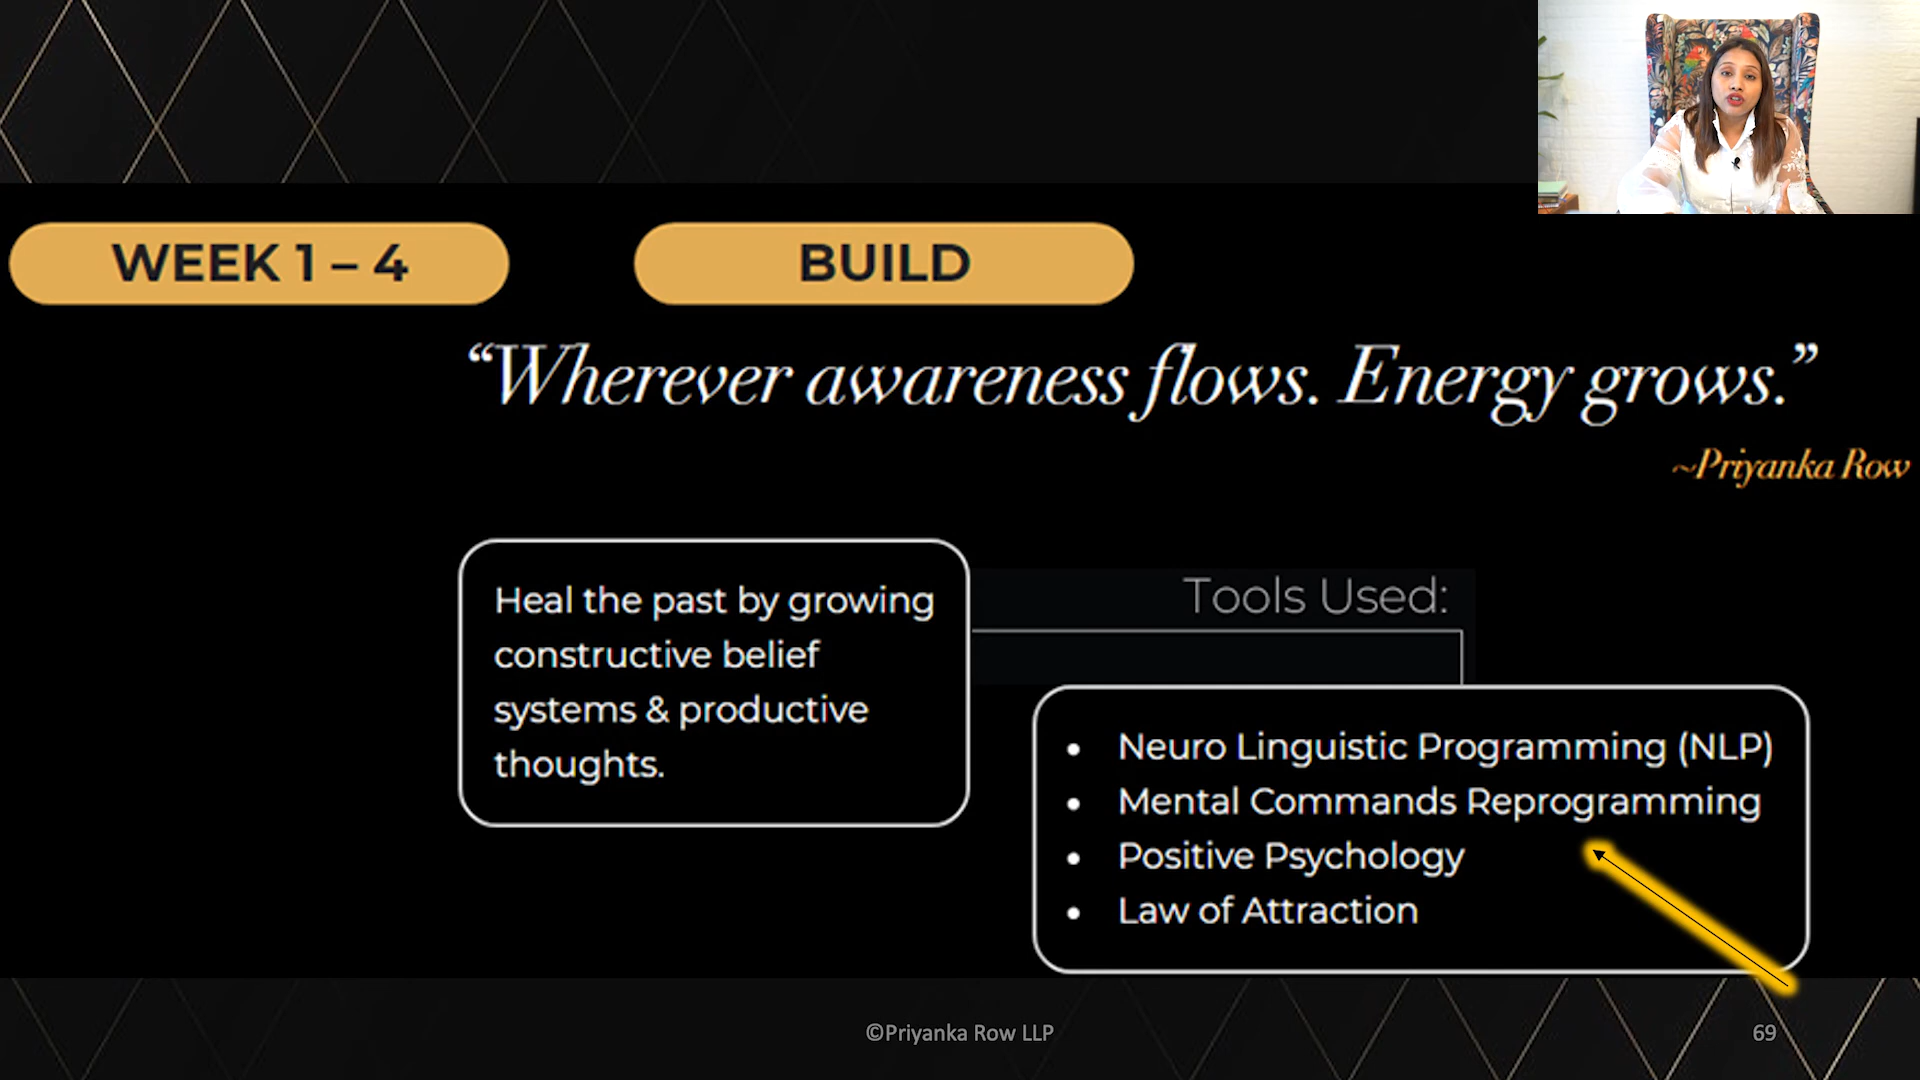 WEEK 1 – 4
BUILD
“Wherever awareness flows. Energy grows.”
~Priyanka Row
Heal the past by growing
constructive belief
systems & productive
thoughts.
Tools Used:
• Neuro Linguistic Programming (NLP)
• Mental Commands Reprogramming
• Positive Psychology
• Law of Attraction
©Priyanka Row LLP
69